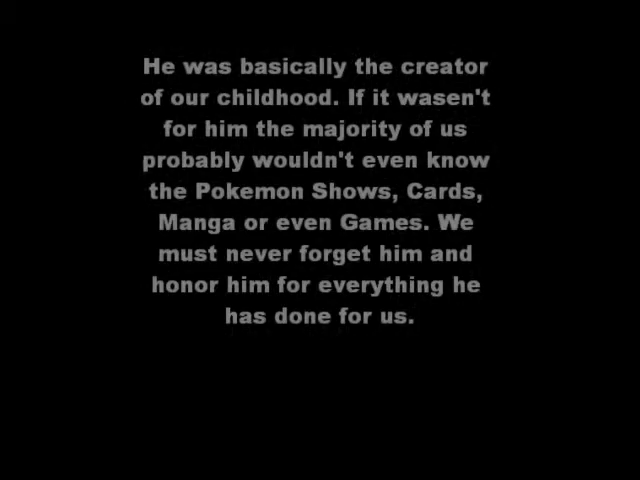 He was basically the creator
of our childhood. If it wasen't
for him the majority of us
probably wouldn't even know
the Pokemon Shows, Cards,
Manga or even Games. We
must never forget him and
honor him for everything he
has done for us.